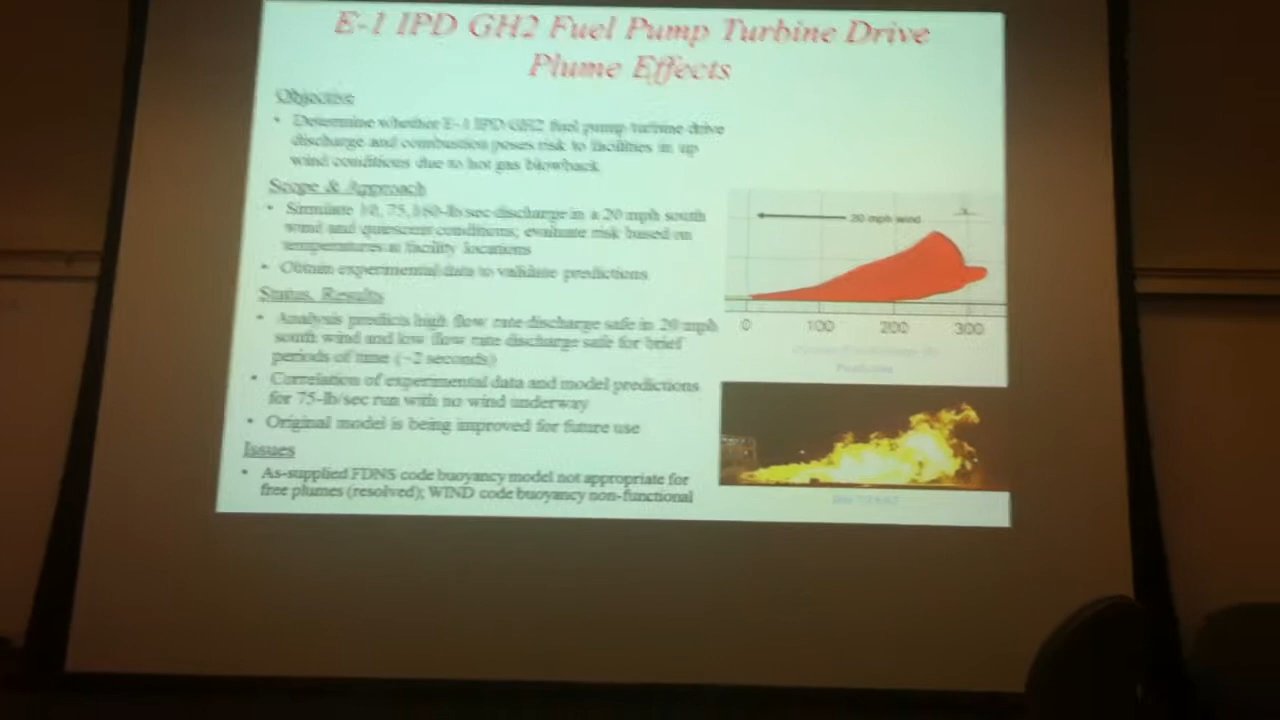 E-1 IPD GH2 Fuel Pump Turbine Drive
Plume Effects
Objective
• Determine whether E-1 IPD GH2 fuel pump turbine drive
discharge and combustion poses risk to facilities in up
wind conditions due to hot gas blowback
Scope & Approach
• Simulate 10, 75, 160-lb/sec discharge in a 20 mph south
wind and quiescent conditions; evaluate risk based on
temperatures at facility locations
• Obtain experimental data to validate predictions
Status, Results
• Analysis predicts high flow rate discharge safe in 20 mph
south wind and low flow rate discharge safe for brief
periods of time (~2 seconds)
• Correlation of experimental data and model predictions
for 75-lb/sec run with no wind underway
• Original model is being improved for future use
Issues
• As-supplied FDNS code buoyancy model not appropriate for
free plumes (resolved); WIND code buoyancy non-functional
20 mph wind
0 100 200 300